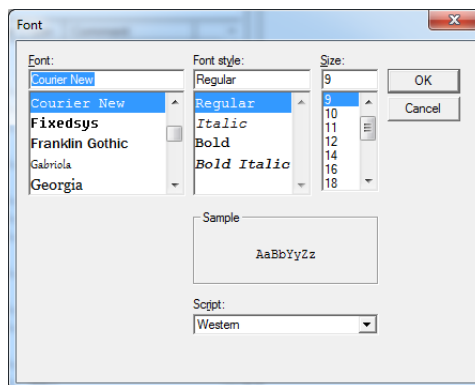 Font
Font:
Courier New
Courier New
Fixedsys
Franklin Gothic
Gabriola
Georgia
Font style:
Regular
Regular
Italic
Bold
Bold Italic
Size:
9
9
10
11
12
14
16
18
OK
Cancel
Sample
AaBbYyZz
Script:
Western